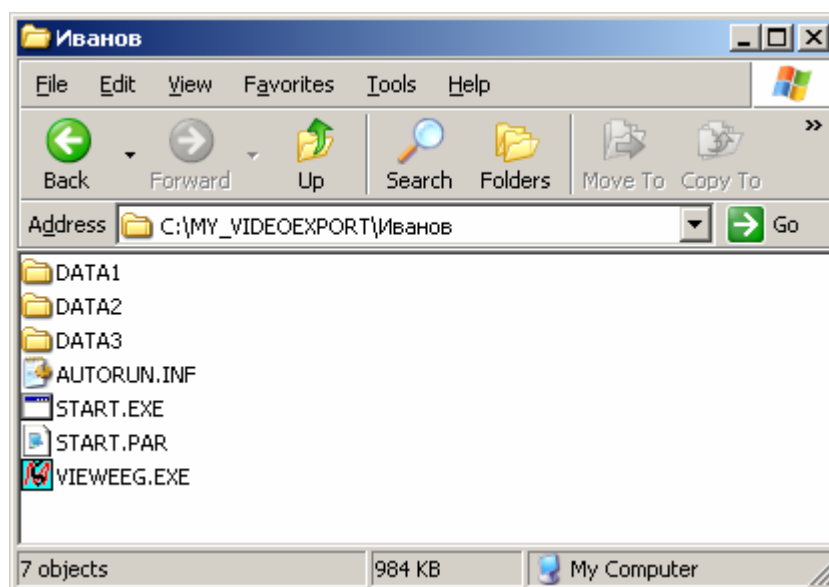 Иванов
File Edit View Favorites Tools Help
Back Forward Up Search Folders Move To Copy To »
Address C:\MY_VIDEOEXPORT\Иванов Go
DATA1
DATA2
DATA3
AUTORUN.INF
START.EXE
START.PAR
VIEWEEG.EXE
7 objects 984 KB My Computer